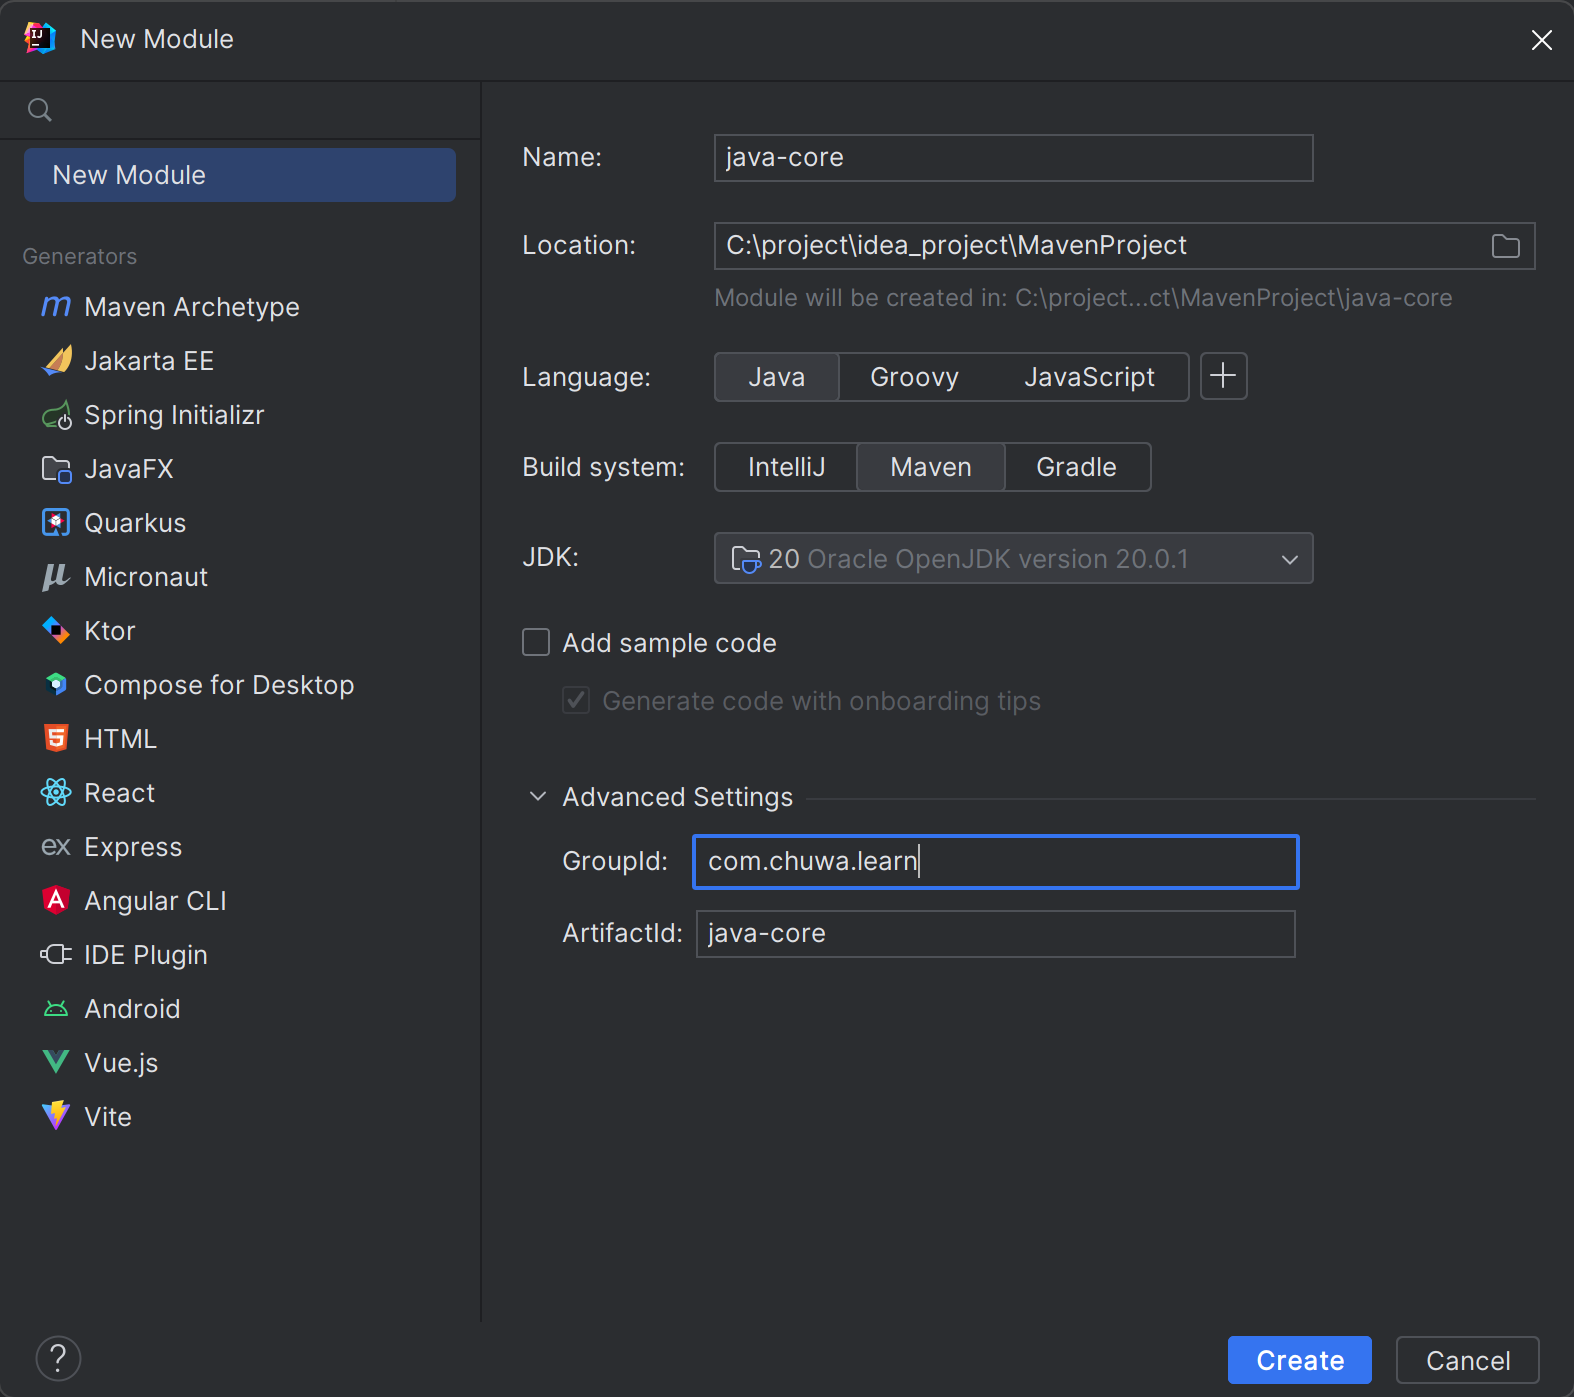 New Module
New Module
Generators
Maven Archetype
Jakarta EE
Spring Initializr
JavaFX
Quarkus
Micronaut
Ktor
Compose for Desktop
HTML
React
Express
Angular CLI
IDE Plugin
Android
Vue.js
Vite
Name: java-core
Location: C:\project\idea_project\MavenProject
Module will be created in: C:\project...ct\MavenProject\java-core
Language: Java Groovy JavaScript
Build system: IntelliJ Maven Gradle
JDK: 20 Oracle OpenJDK version 20.0.1
Add sample code
Generate code with onboarding tips
Advanced Settings
GroupId: com.chuwa.learn
ArtifactId: java-core
? Create Cancel